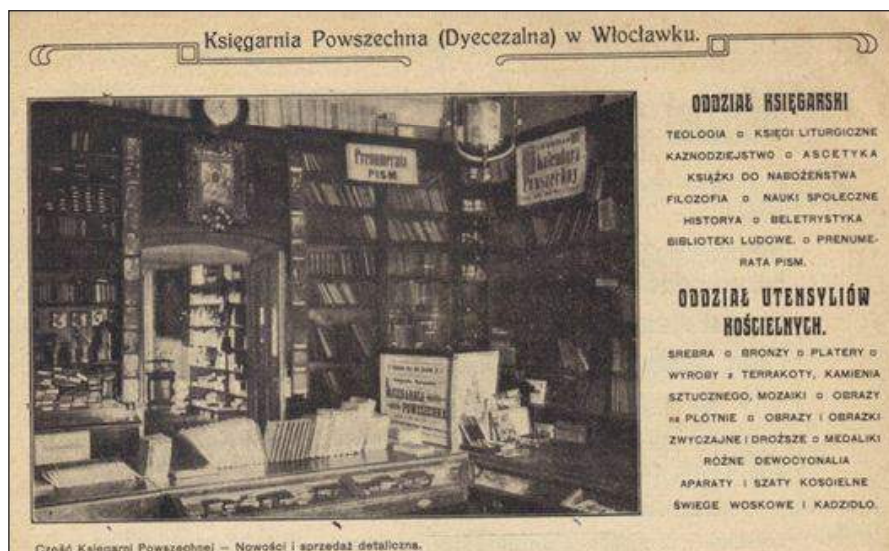 Księgarnia Powszechna (Dyecezalna) w Włocławku.
Prenumerata
PISM
Kalendarz
Powszechny
POWSZECHNA
ODDZIAŁ KSIĘGARSKI
TEOLOGIA o KSIĘGI LITURGICZNE
KAZNODZIEJSTWO o ASCETYKA
KSIĄŻKI DO NABOŻEŃSTWA
FILOZOFIA o NAUKI SPOŁECZNE
HISTORYA o BELETRYSTYKA
BIBLIOTEKI LUDOWE. o PRENUME-
RATA PISM.
ODDZIAŁ UTENSYLIÓW
KOŚCIELNYCH.
SREBRA o BRONZY o PLATERY o
WYROBY z TERRAKOTY, KAMIENIA
SZTUCZNEGO, MOZAIKI o OBRAZY
na PŁÓTNIE o OBRAZY I OBRAZKI
ZWYCZAJNE I DROŻSZE o MEDALIKI
RÓŻNE DEWOCYONALIA
APARATY I SZATY KOŚCIELNE
ŚWIECE WOSKOWE I KADZIDŁO.
Część Księgarni Powszechnej — Nowości i sprzedaż detaliczna.